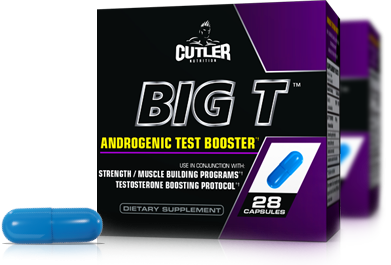 CUTLER
NUTRITION
BIG T™
ANDROGENIC TEST BOOSTER™
USE IN CONJUNCTION WITH:
STRENGTH / MUSCLE BUILDING PROGRAMS*†
TESTOSTERONE BOOSTING PROTOCOL*†
DIETARY SUPPLEMENT
28
CAPSULES